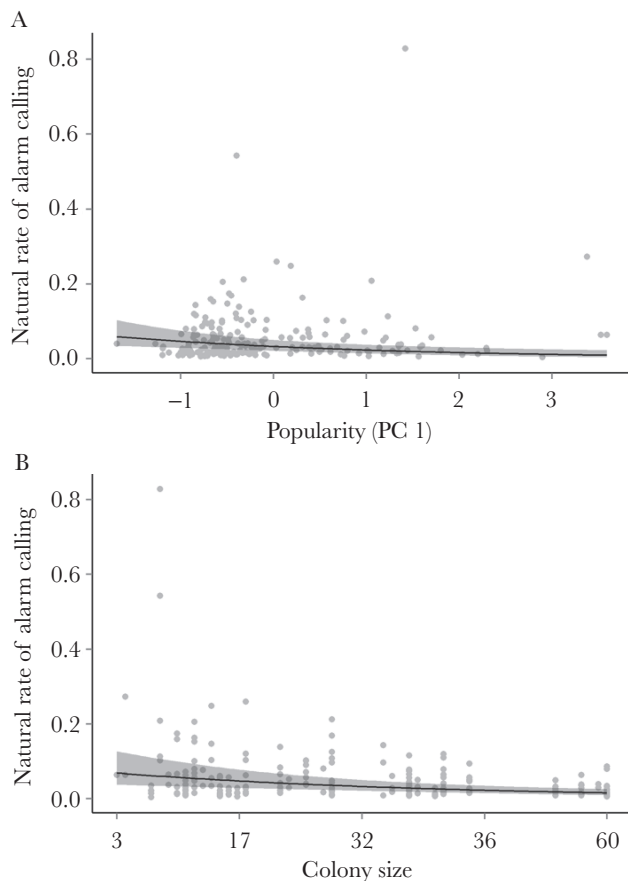 A
0.8
0.6
0.4
0.2
0.0
Natural rate of alarm calling
−1 0 1 2 3
Popularity (PC 1)
B
0.8
0.6
0.4
0.2
0.0
Natural rate of alarm calling
3 17 32 36 60
Colony size